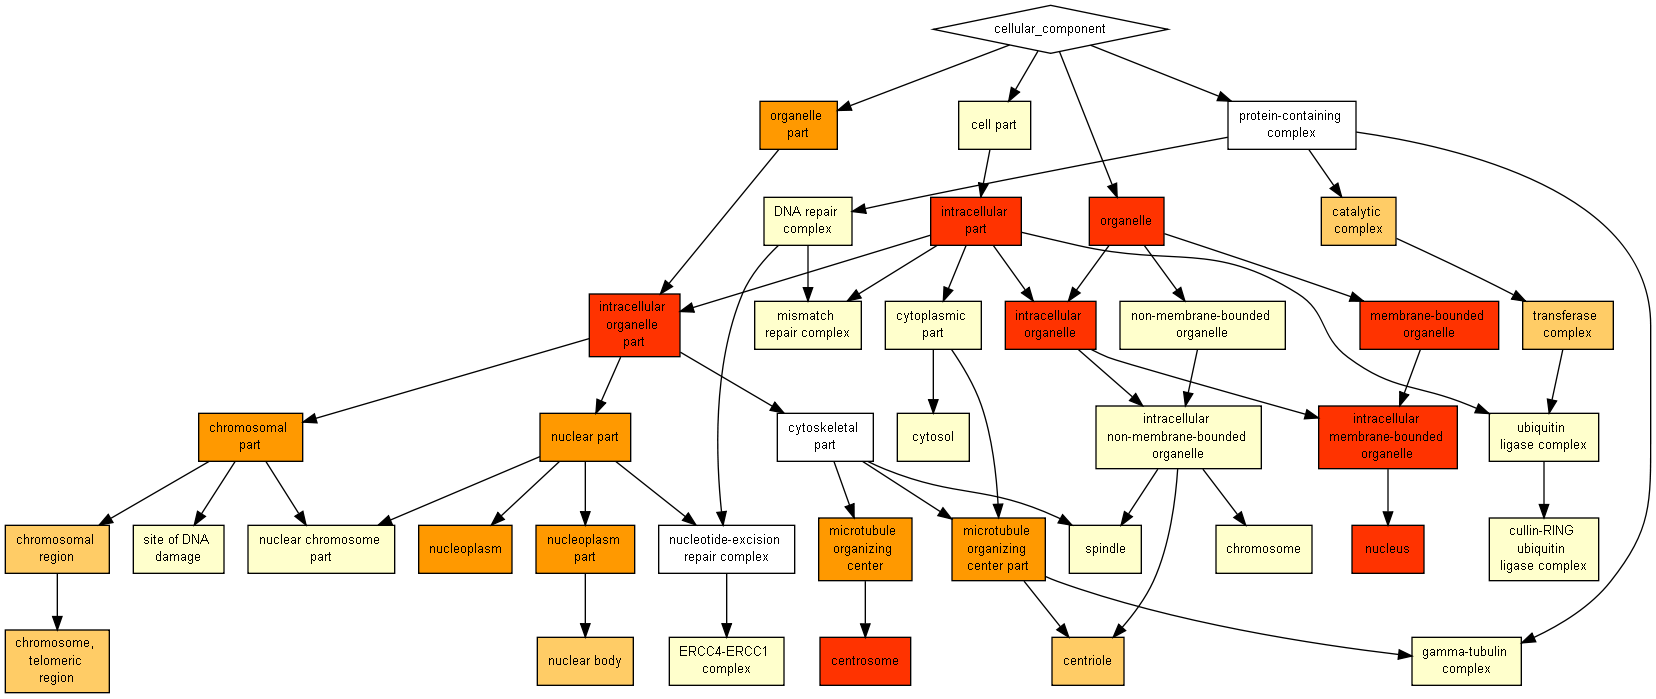 cellular_component
organelle
part
cell part
protein-containing
complex
DNA repair
complex
intracellular
part
organelle
catalytic
complex
intracellular
organelle
part
mismatch
repair complex
cytoplasmic
part
intracellular
organelle
non-membrane-bounded
organelle
membrane-bounded
organelle
transferase
complex
chromosomal
part
nuclear part
cytoskeletal
part
cytosol
intracellular
non-membrane-bounded
organelle
intracellular
membrane-bounded
organelle
ubiquitin
ligase complex
chromosomal
region
site of DNA
damage
nuclear chromosome
part
nucleoplasm
nucleoplasm
part
nucleotide-excision
repair complex
microtubule
organizing
center
microtubule
organizing
center part
spindle
chromosome
nucleus
cullin-RING
ubiquitin
ligase complex
chromosome,
telomeric
region
nuclear body
ERCC4-ERCC1
complex
centrosome
centriole
gamma-tubulin
complex